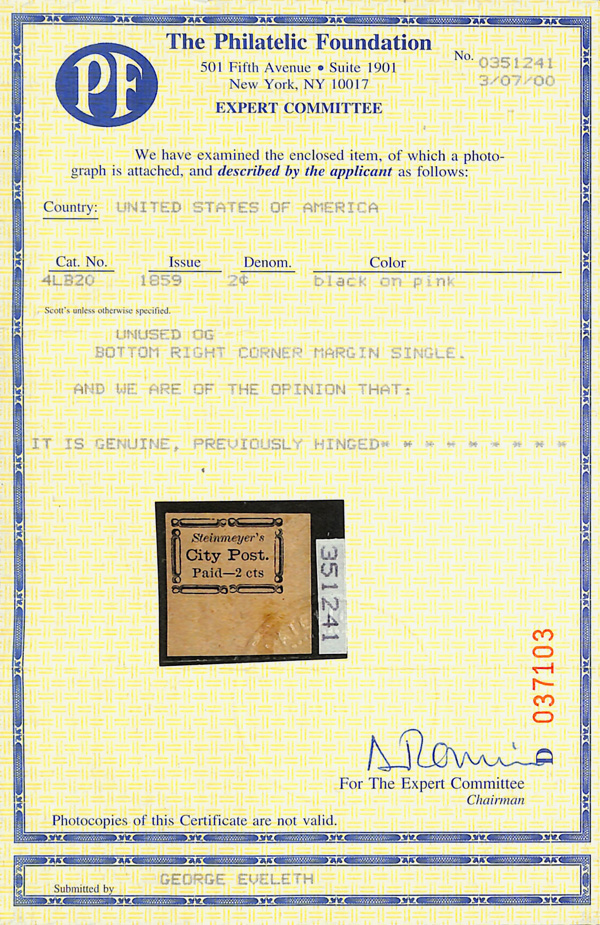 PF
The Philatelic Foundation
501 Fifth Avenue • Suite 1901
New York, NY 10017
EXPERT COMMITTEE
No. 0351241
3/07/00
We have examined the enclosed item, of which a photo-
graph is attached, and described by the applicant as follows:
Country: UNITED STATES OF AMERICA
Cat. No. Issue Denom. Color
4LB20 1859 2¢ black on pink
Scott's unless otherwise specified.
UNUSED OG
BOTTOM RIGHT CORNER MARGIN SINGLE.
AND WE ARE OF THE OPINION THAT:
IT IS GENUINE, PREVIOUSLY HINGED* * * * * * * * *
Steinmeyer's
City Post.
Paid—2 cts
351241
037103
D
For The Expert Committee
Chairman
Photocopies of this Certificate are not valid.
Submitted by GEORGE EVELETH